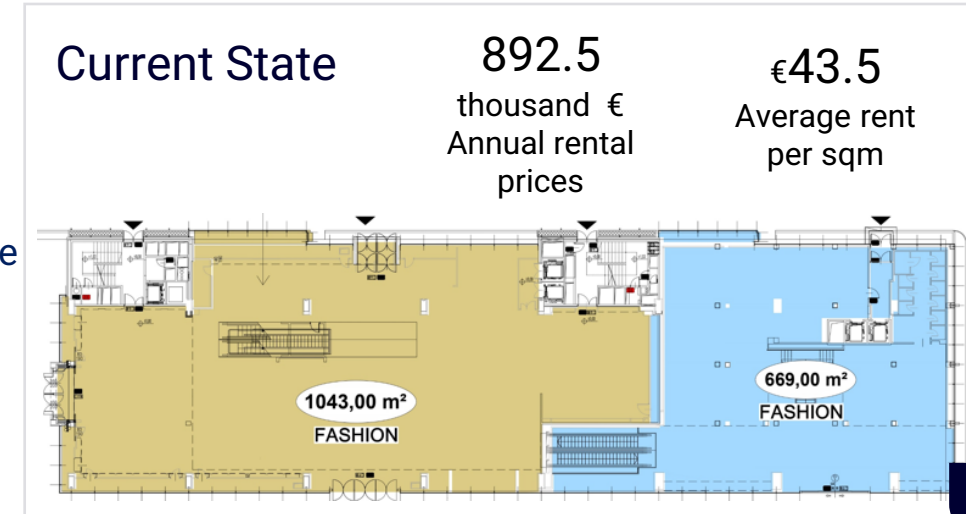 Current State
892.5
thousand €
Annual rental
prices
€43.5
Average rent
per sqm
e
1043,00 m²
FASHION
669,00 m²
FASHION